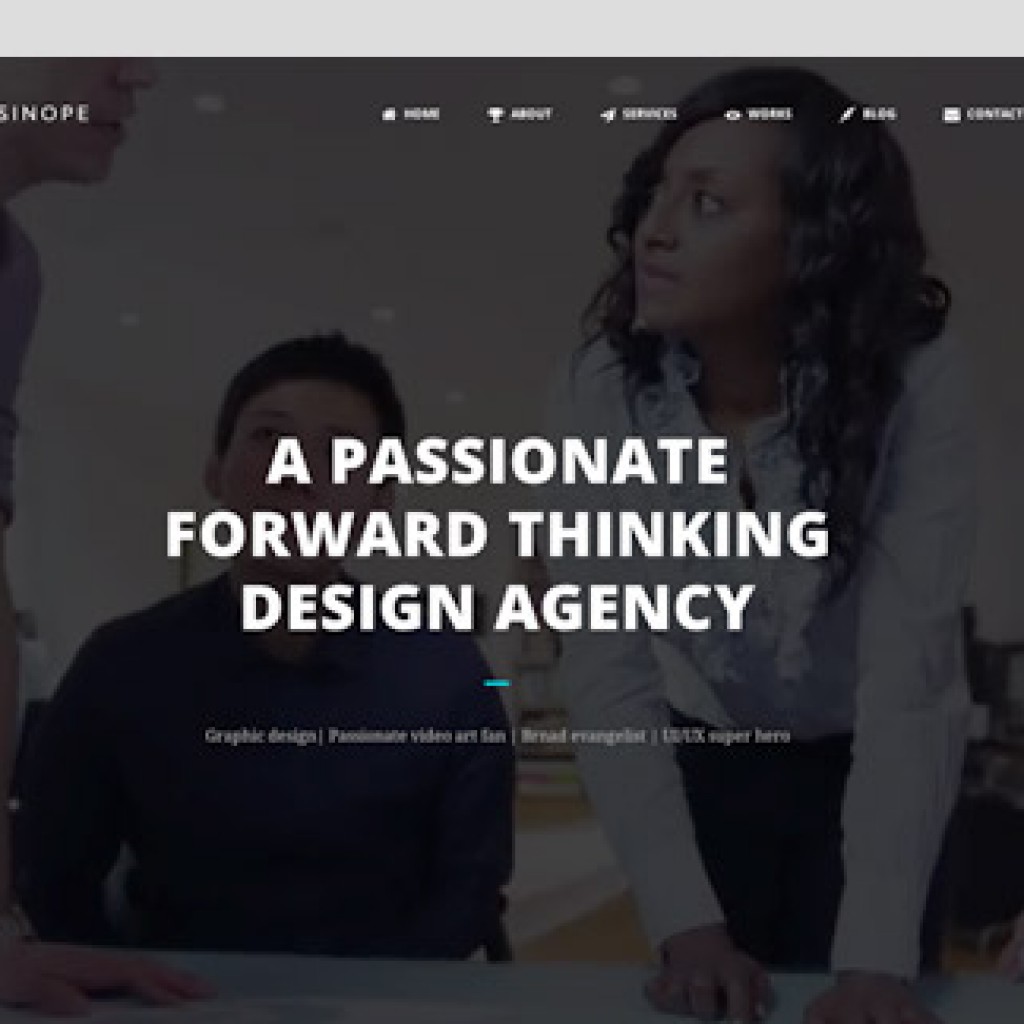 SINOPE
HOME ABOUT SERVICES WORKS BLOG CONTACT
A PASSIONATE
FORWARD THINKING
DESIGN AGENCY
Graphic design| Passionate video art fan | Brnad evangelist | UI/UX super hero